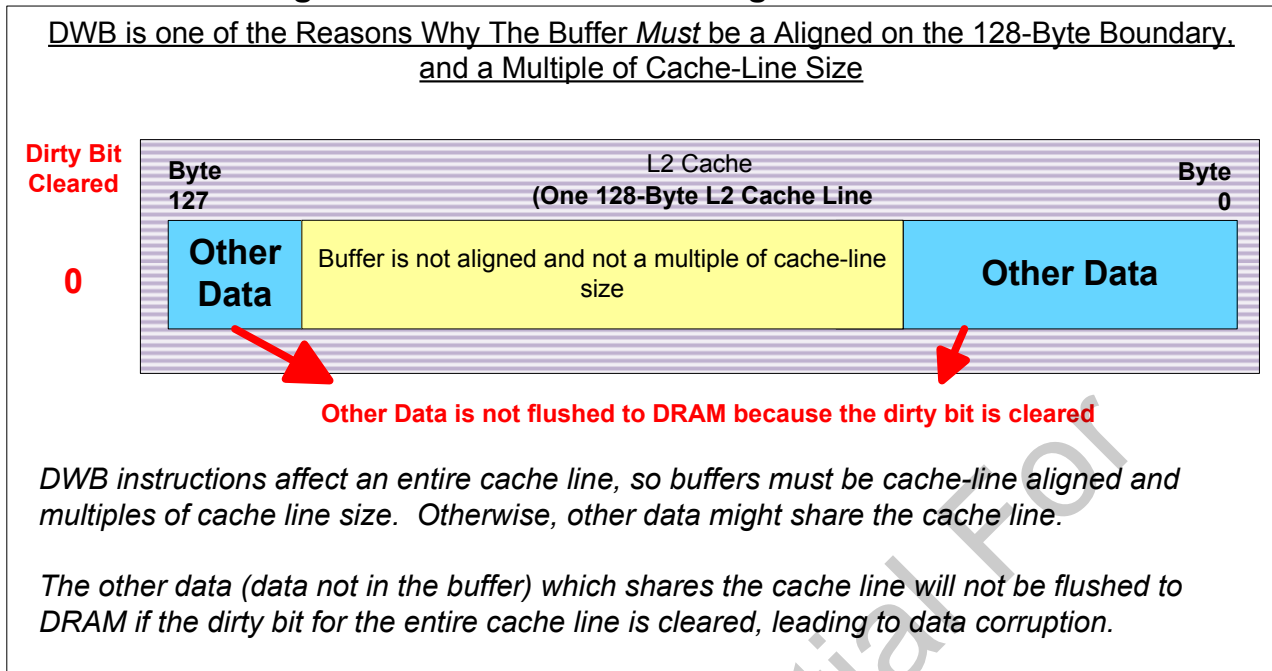 DWB is one of the Reasons Why The Buffer Must be a Aligned on the 128-Byte Boundary,
and a Multiple of Cache-Line Size
Dirty Bit
Cleared
0
Byte
127
L2 Cache
(One 128-Byte L2 Cache Line
Byte
0
Other
Data
Buffer is not aligned and not a multiple of cache-line
size
Other Data
Other Data is not flushed to DRAM because the dirty bit is cleared
DWB instructions affect an entire cache line, so buffers must be cache-line aligned and
multiples of cache line size. Otherwise, other data might share the cache line.
The other data (data not in the buffer) which shares the cache line will not be flushed to
DRAM if the dirty bit for the entire cache line is cleared, leading to data corruption.
For